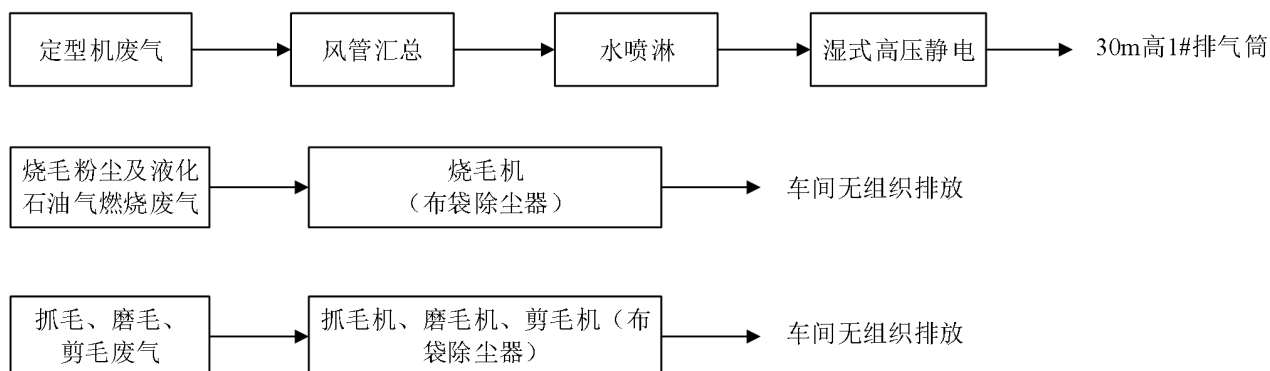 定型机废气
风管汇总
水喷淋
湿式高压静电
30m高1#排气筒
烧毛粉尘及液化
石油气燃烧废气
烧毛机
（布袋除尘器）
车间无组织排放
抓毛、磨毛、
剪毛废气
抓毛机、磨毛机、剪毛机（布
袋除尘器）
车间无组织排放